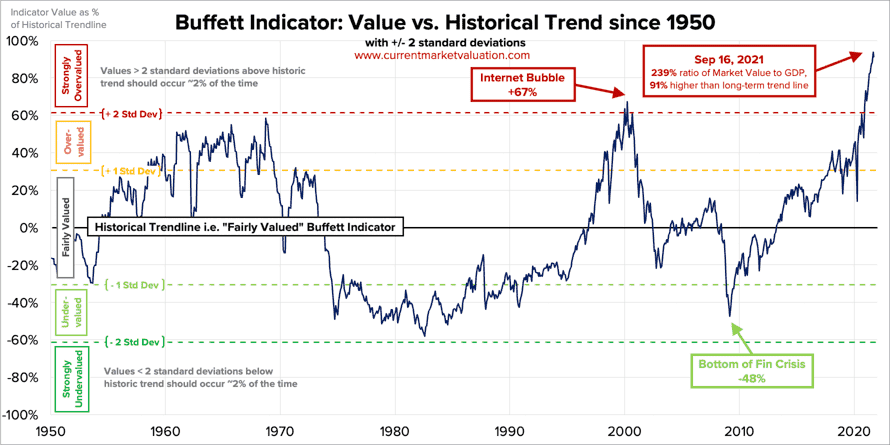 Indicator Value as %
of Historical Trendline
Buffett Indicator: Value vs. Historical Trend since 1950
with +/- 2 standard deviations
www.currentmarketvaluation.com
100%
80%
60%
40%
20%
0%
-20%
-40%
-60%
-80%
-100%
Strongly
Overvalued
Over-
valued
Fairly Valued
Under-
valued
Strongly
Undervalued
Values > 2 standard deviations above historic
trend should occur ~2% of the time
Internet Bubble
+67%
Sep 16, 2021
239% ratio of Market Value to GDP,
91% higher than long-term trend line
{+ 2 Std Dev}
{+ 1 Std Dev}
Historical Trendline i.e. "Fairly Valued" Buffett Indicator
{- 1 Std Dev}
{- 2 Std Dev}
Bottom of Fin Crisis
-48%
Values < 2 standard deviations below
historic trend should occur ~2% of the time
1950
1960
1970
1980
1990
2000
2010
2020